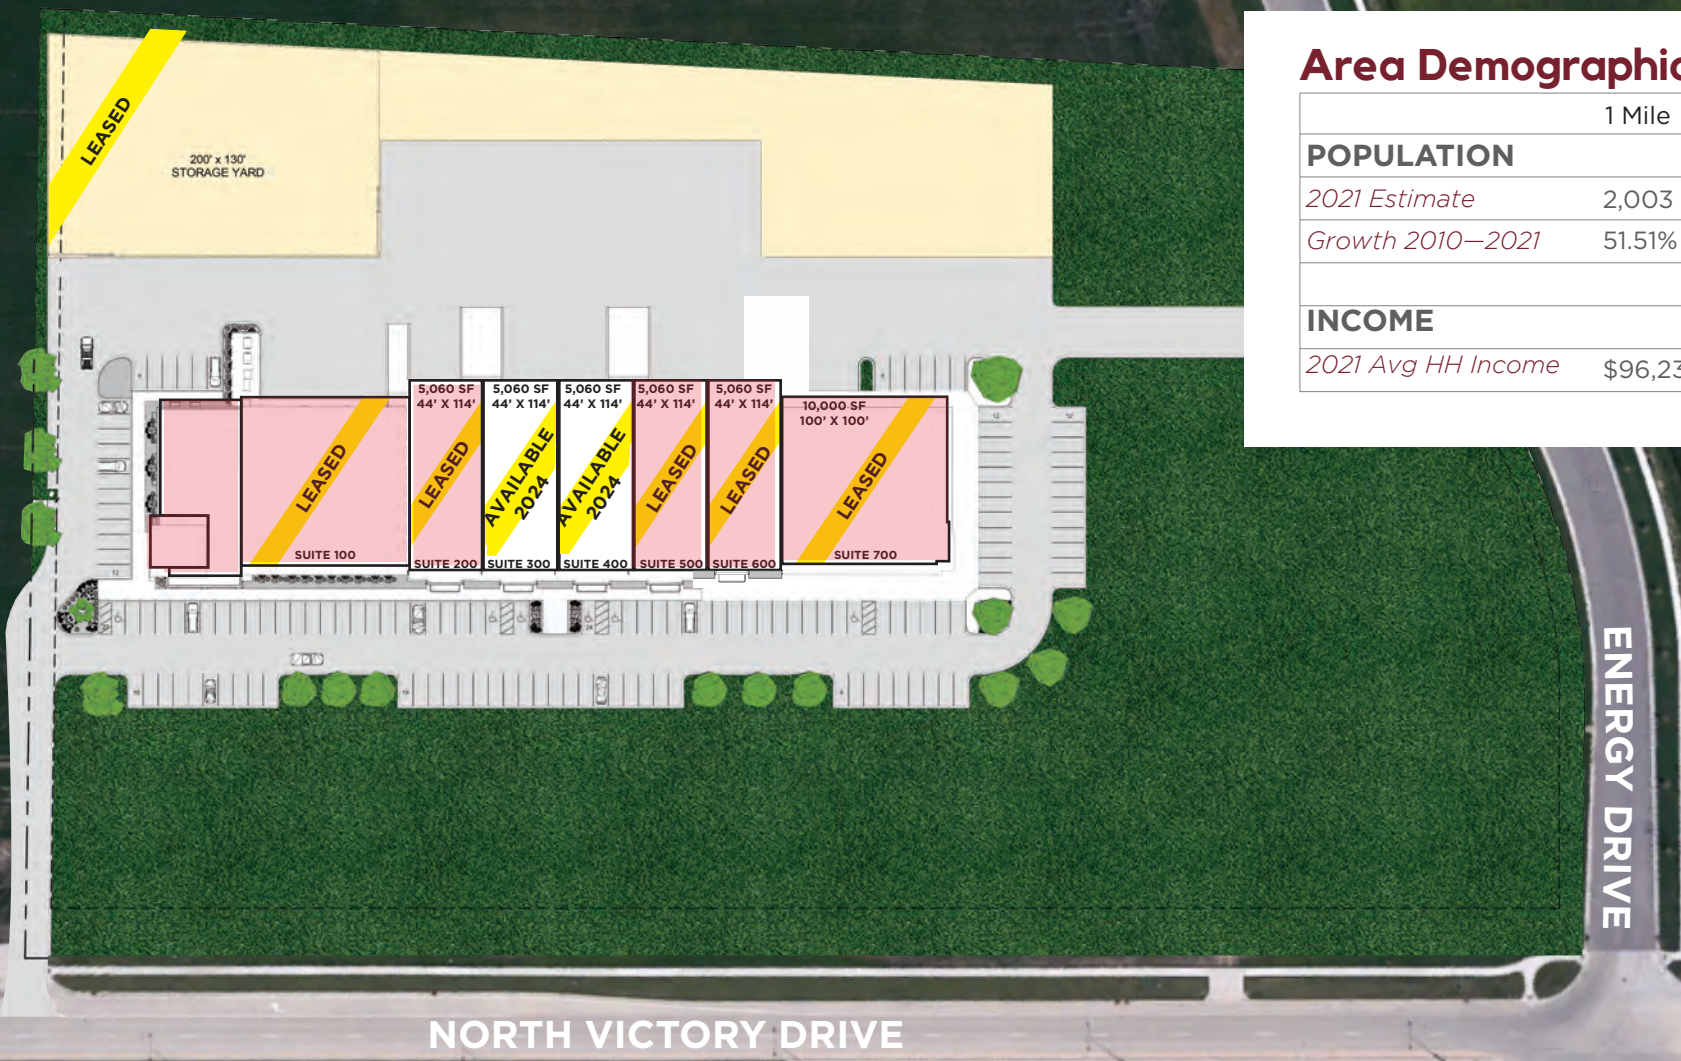 Area Demographic
1 Mile
POPULATION
2021 Estimate 2,003
Growth 2010—2021 51.51%
INCOME
2021 Avg HH Income $96,23
LEASED
200' x 130'
STORAGE YARD
5,060 SF
44' X 114'
LEASED
SUITE 200
5,060 SF
44' X 114'
AVAILABLE
2024
SUITE 300
5,060 SF
44' X 114'
AVAILABLE
2024
SUITE 400
5,060 SF
44' X 114'
LEASED
SUITE 500
5,060 SF
44' X 114'
LEASED
SUITE 600
10,000 SF
100' X 100'
LEASED
SUITE 700
LEASED
SUITE 100
ENERGY DRIVE
NORTH VICTORY DRIVE